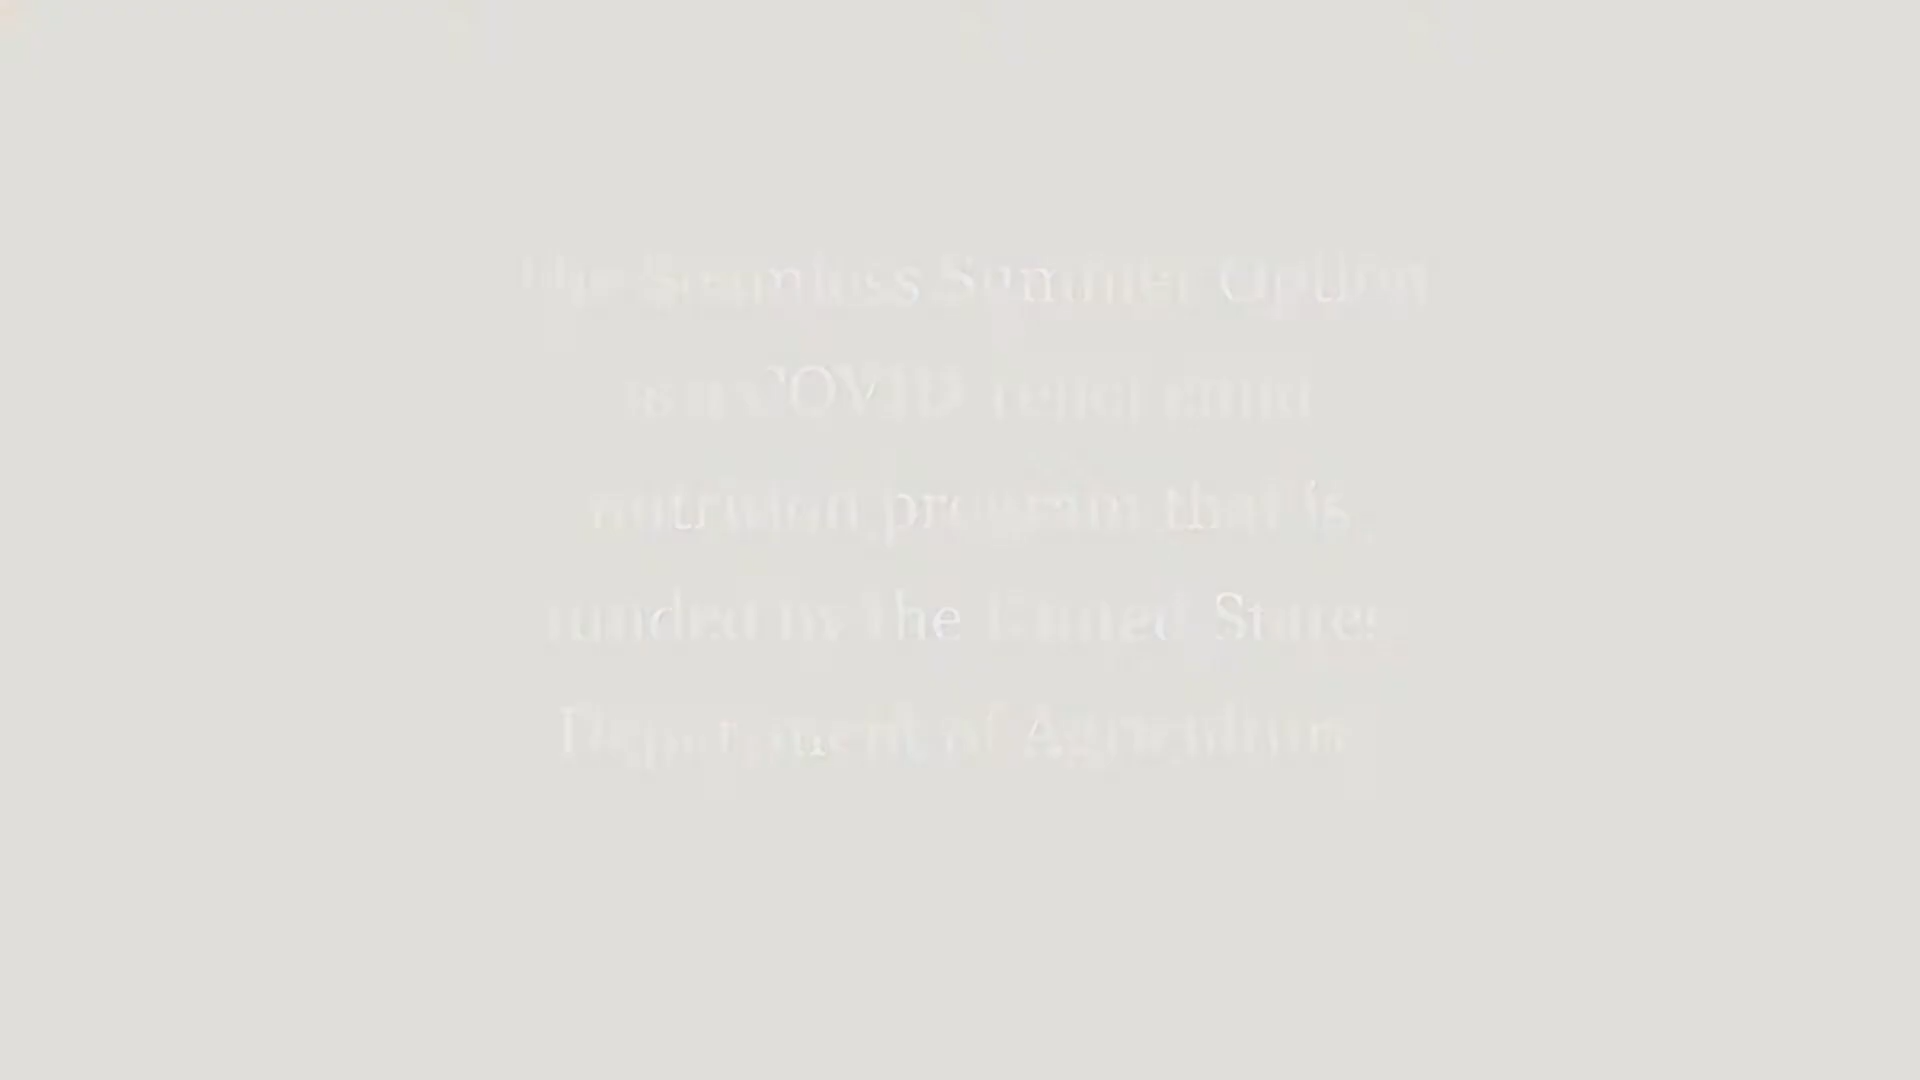 The Seamless Summer Option
is a COVID relief child
nutrition program that is
funded by the United States
Department of Agriculture